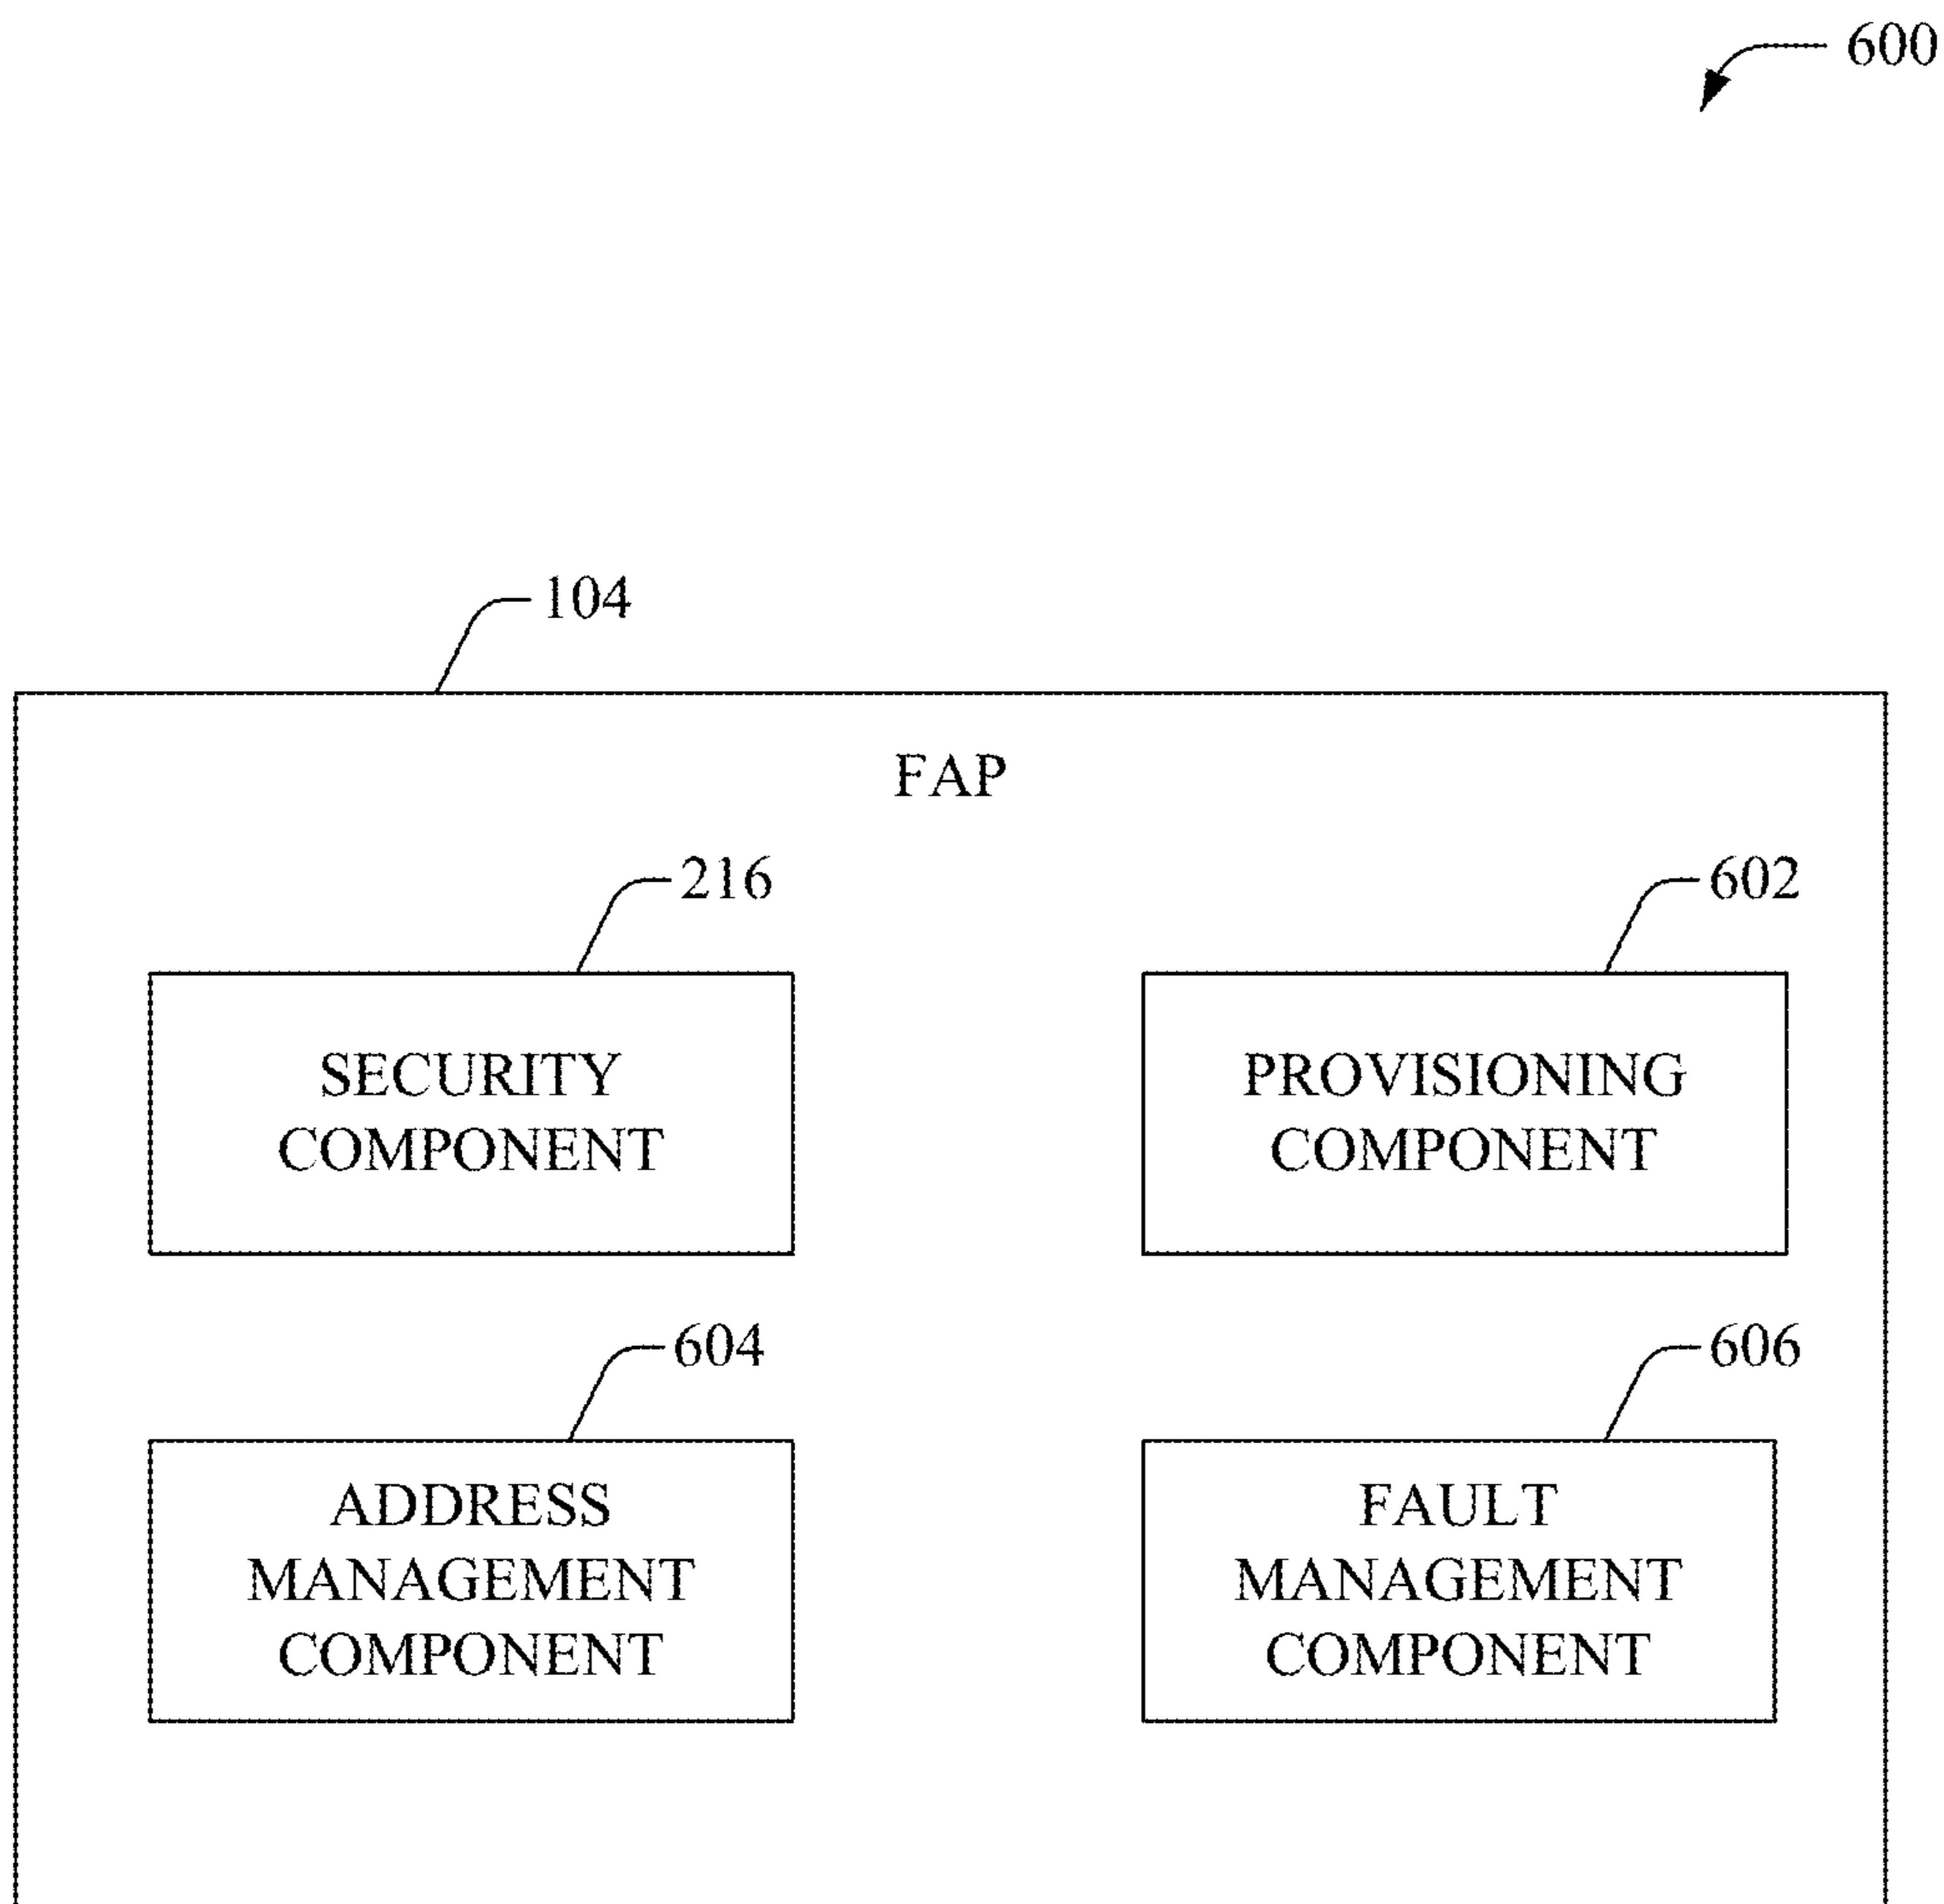 600
104
FAP
216
602
SECURITY
COMPONENT
PROVISIONING
COMPONENT
604
606
ADDRESS
MANAGEMENT
COMPONENT
FAULT
MANAGEMENT
COMPONENT